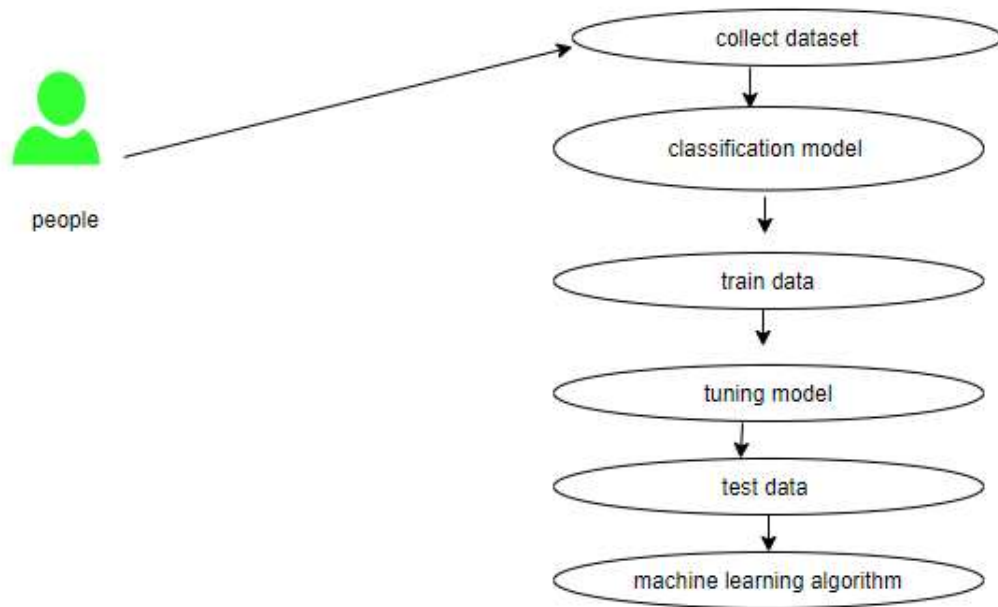 collect dataset
classification model
people
train data
tuning model
test data
machine learning algorithm